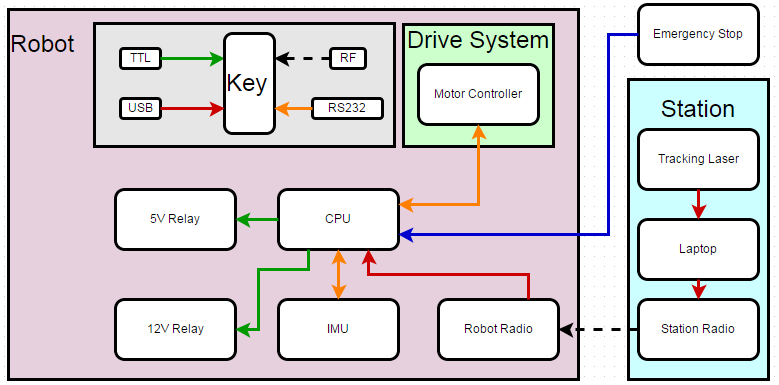 Robot
TTL
USB
Key
RF
RS232
Drive System
Motor Controller
Emergency Stop
Station
Tracking Laser
Laptop
Station Radio
5V Relay
CPU
12V Relay
IMU
Robot Radio